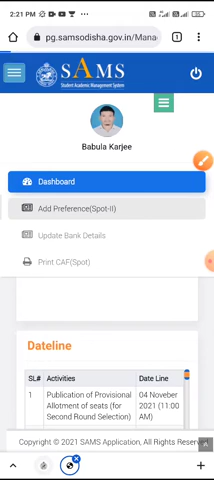 2:21 PM
pg.samsodisha.gov.in/Mana
1
SAMS
Student Academic Management System
Babula Karjee
Dashboard
Add Preference(Spot-II)
Update Bank Details
Print CAF(Spot)
Dateline
SL# Activities Date Line
1 Publication of Provisional 04 Noveber
Allotment of seats (for 2021 (11:00
Second Round Selection) AM)
Copyright © 2021 SAMS Application, All Rights Reserved